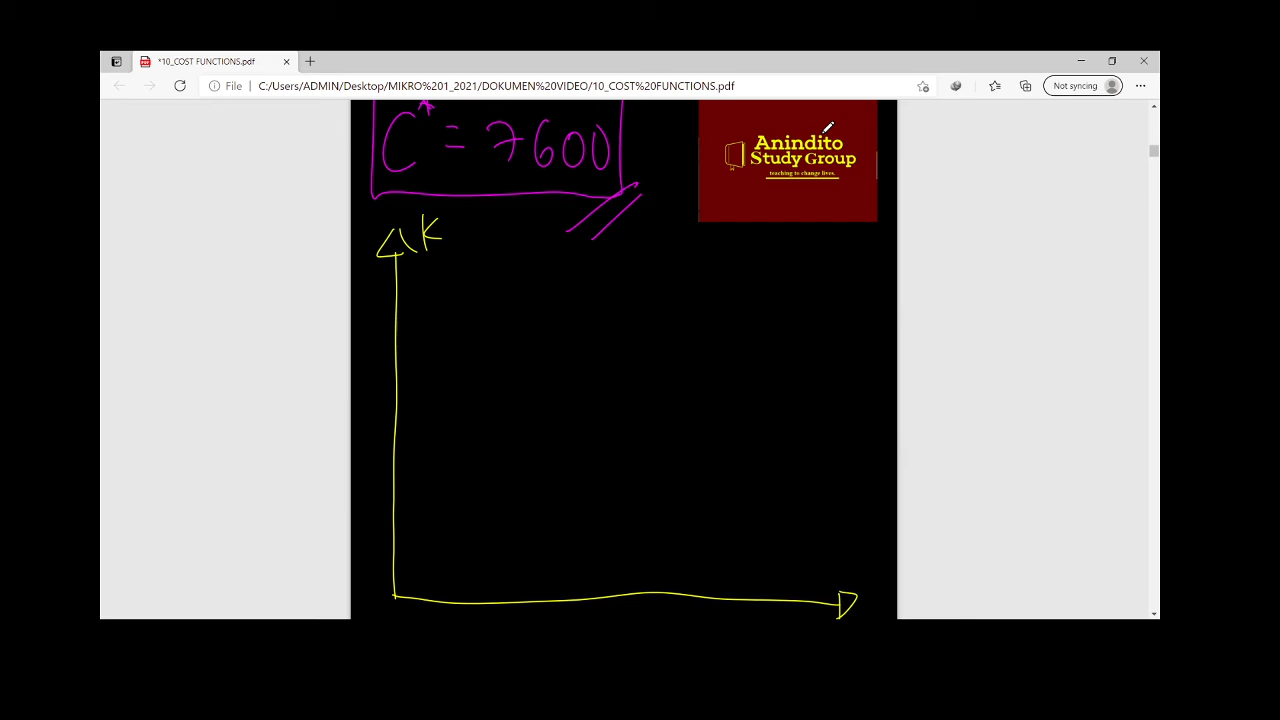 *10_COST FUNCTIONS.pdf
File C:/Users/ADMIN/Desktop/MIKRO%201_2021/DOKUMEN%20VIDEO/10_COST%20FUNCTIONS.pdf
Not syncing
C* = 7600
Anindito
Study Group
teaching to change lives.
K